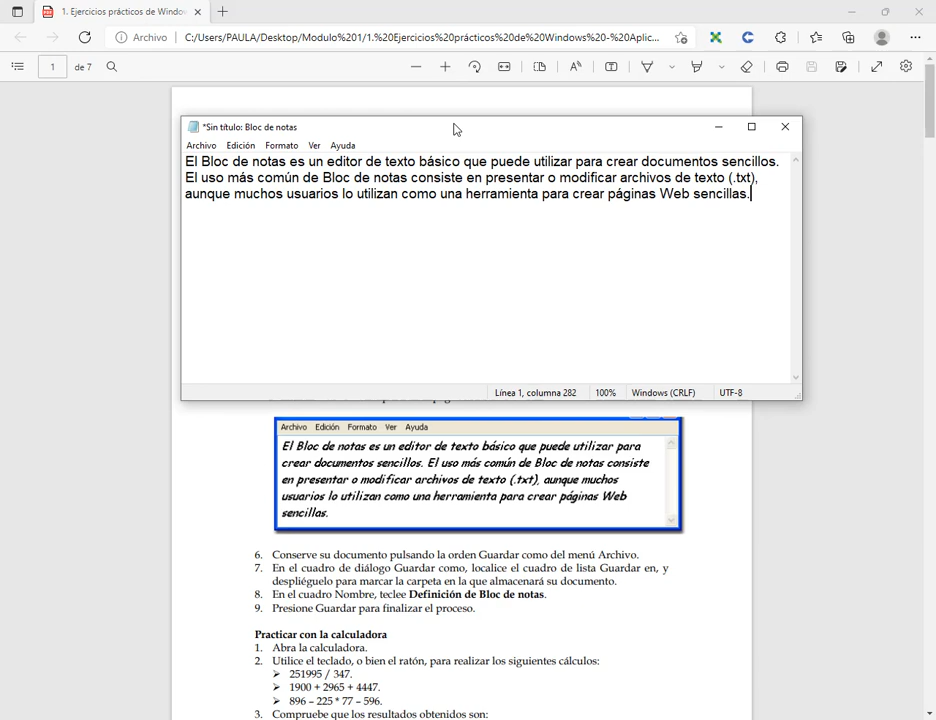 1. Ejercicios prácticos de Windo
Archivo
C:/Users/PAULA/Desktop/Modulo%201/1.%20Ejercicios%20prácticos%20de%20Windows%20-%20Aplic...
1
de 7
*Sin título: Bloc de notas
Archivo Edición Formato Ver Ayuda
El Bloc de notas es un editor de texto básico que puede utilizar para crear documentos sencillos.
El uso más común de Bloc de notas consiste en presentar o modificar archivos de texto (.txt),
aunque muchos usuarios lo utilizan como una herramienta para crear páginas Web sencillas.
Línea 1, columna 282 100% Windows (CRLF) UTF-8
Archivo Edición Formato Ver Ayuda
El Bloc de notas es un editor de texto básico que puede utilizar para
crear documentos sencillos. El uso más común de Bloc de notas consiste
en presentar o modificar archivos de texto (.txt), aunque muchos
usuarios lo utilizan como una herramienta para crear páginas Web
sencillas.
6. Conserve su documento pulsando la orden Guardar como del menú Archivo.
7. En el cuadro de diálogo Guardar como, localice el cuadro de lista Guardar en, y
despliéguelo para marcar la carpeta en la que almacenará su documento.
8. En el cuadro Nombre, teclee Definición de Bloc de notas.
9. Presione Guardar para finalizar el proceso.
Practicar con la calculadora
1. Abra la calculadora.
2. Utilice el teclado, o bien el ratón, para realizar los siguientes cálculos:
➢ 251995 / 347.
➢ 1900 + 2965 + 4447.
➢ 896 – 225 * 77 – 596.
3. Compruebe que los resultados obtenidos son: